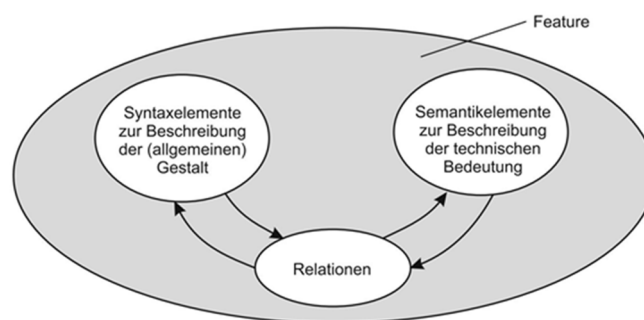 Feature
Syntaxelemente
zur Beschreibung
der (allgemeinen)
Gestalt
Semantikelemente
zur Beschreibung
der technischen
Bedeutung
Relationen